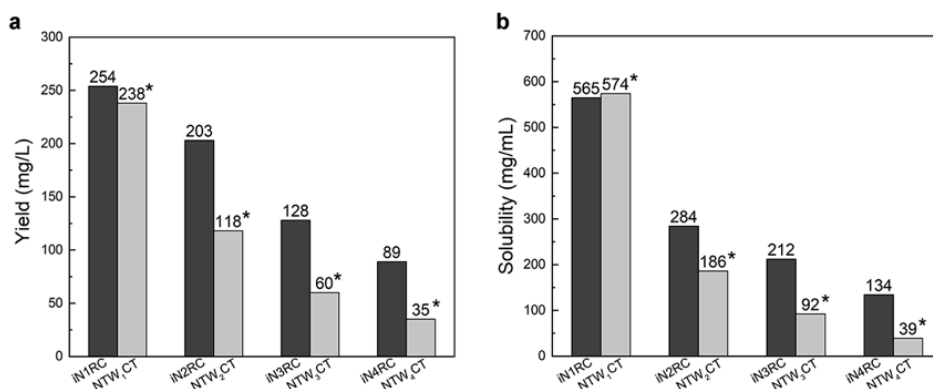 a
Yield (mg/L)
300
250
200
150
100
50
0
254
238*
203
118*
128
60*
89
35*
iN1RC
NTW₁CT
iN2RC
NTW₂CT
iN3RC
NTW₃CT
iN4RC
NTW₄CT
b
Solubility (mg/mL)
700
600
500
400
300
200
100
0
565
574*
284
186*
212
92*
134
39*
iN1RC
NTW₁CT
iN2RC
NTW₂CT
iN3RC
NTW₃CT
iN4RC
NTW₄CT